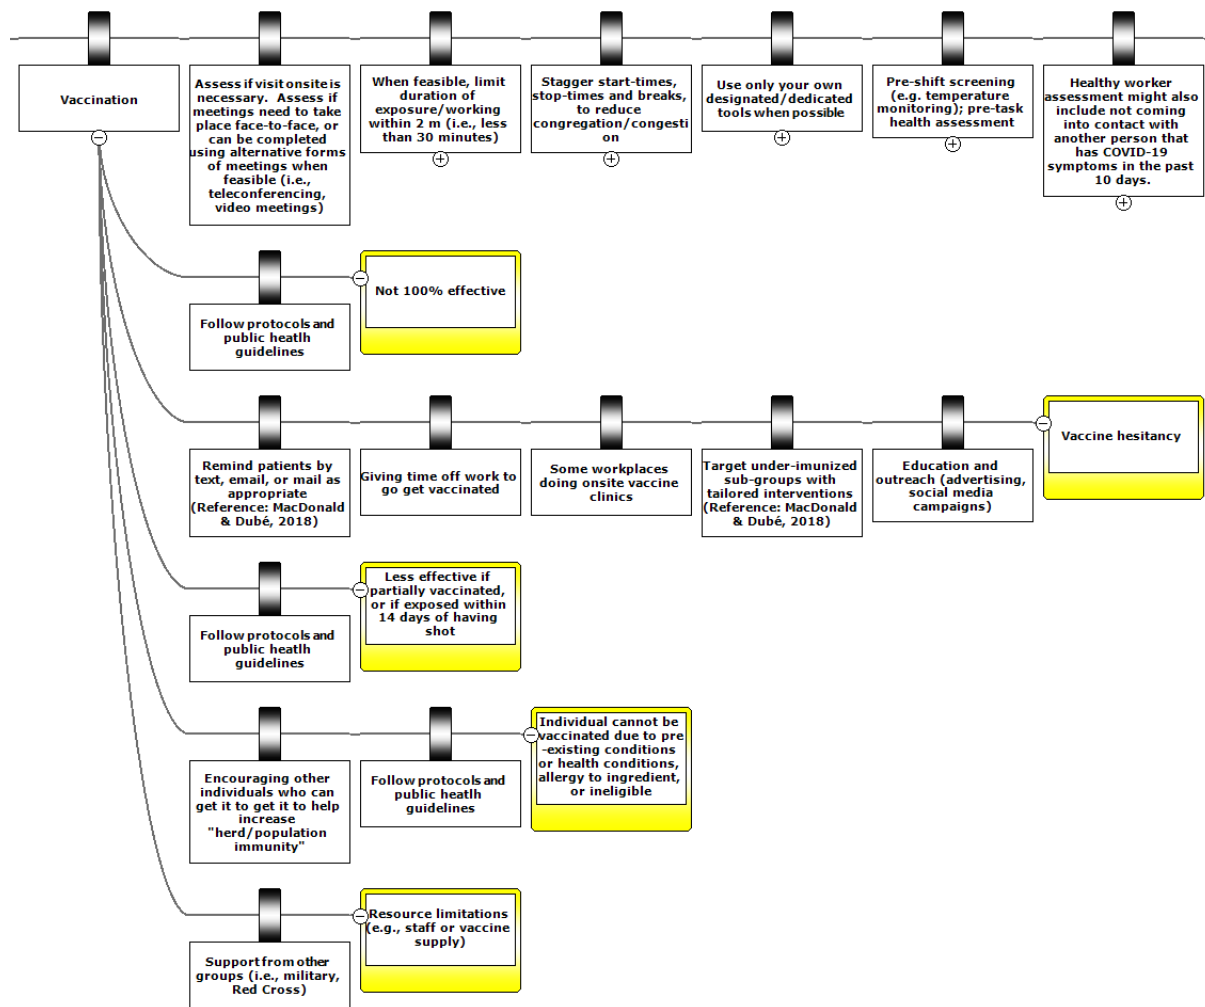 Vaccination
Assess if visit onsite is
necessary.  Assess if
meetings need to take
place face-to-face, or
can be completed
using alternative forms
of meetings when
feasible (i.e.,
teleconferencing,
video meetings)
When feasible, limit
duration of
exposure/working
within 2 m (i.e., less
than 30 minutes)
Stagger start-times,
stop-times and breaks,
to reduce
congregation/congesti
on
Use only your own
designated/dedicated
tools when possible
Pre-shift screening
(e.g. temperature
monitoring); pre-task
health assessment
Healthy worker
assessment might also
include not coming
into contact with
another person that
has COVID-19
symptoms in the past
10 days.
Follow protocols and
public heatlh
guidelines
Not 100% effective
Remind patients by
text, email, or mail as
appropriate
(Reference: MacDonald
& Dubé, 2018)
Giving time off work to
go get vaccinated
Some workplaces
doing onsite vaccine
clinics
Target under-imunized
sub-groups with
tailored interventions
(Reference: MacDonald
& Dubé, 2018)
Education and
outreach (advertising,
social media
campaigns)
Vaccine hesitancy
Follow protocols and
public heatlh
guidelines
Less effective if
partially vaccinated,
or if exposed within
14 days of having
shot
Encouraging other
individuals who can
get it to get it to help
increase
"herd/population
immunity"
Follow protocols and
public heatlh
guidelines
Individual cannot be
vaccinated due to pre
-existing conditions
or health conditions,
allergy to ingredient,
or ineligible
Support from other
groups (i.e., military,
Red Cross)
Resource limitations
(e.g., staff or vaccine
supply)